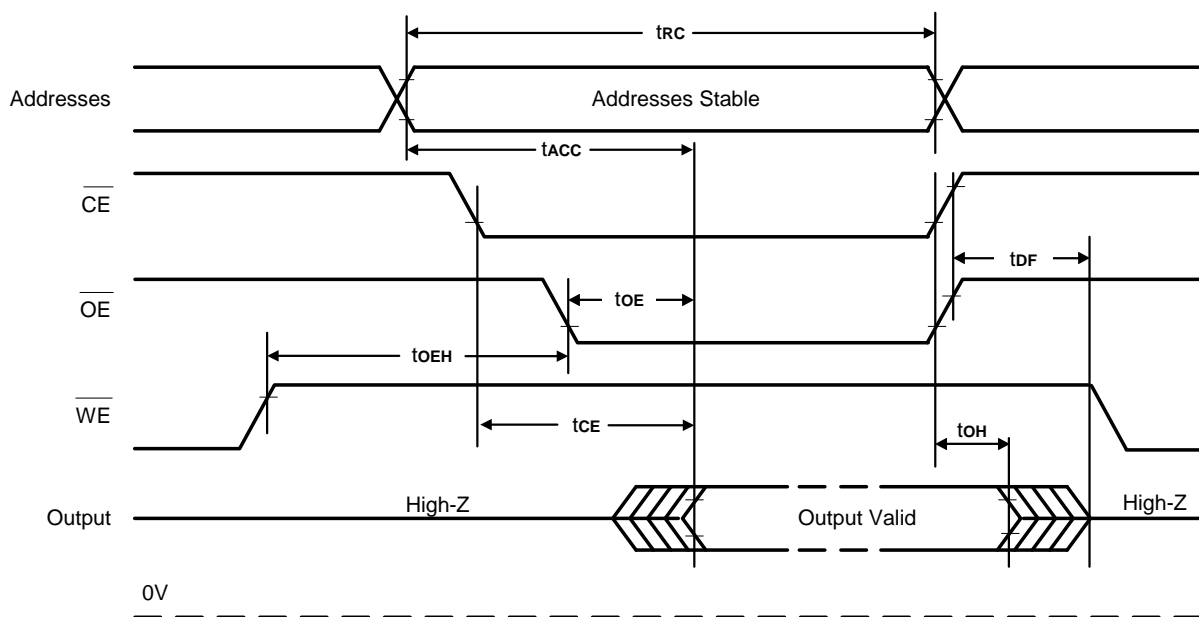 tRC
Addresses
Addresses Stable
tACC
CE
tDF
OE
tOE
tOEH
WE
tCE
tOH
Output
High-Z
Output Valid
High-Z
0V